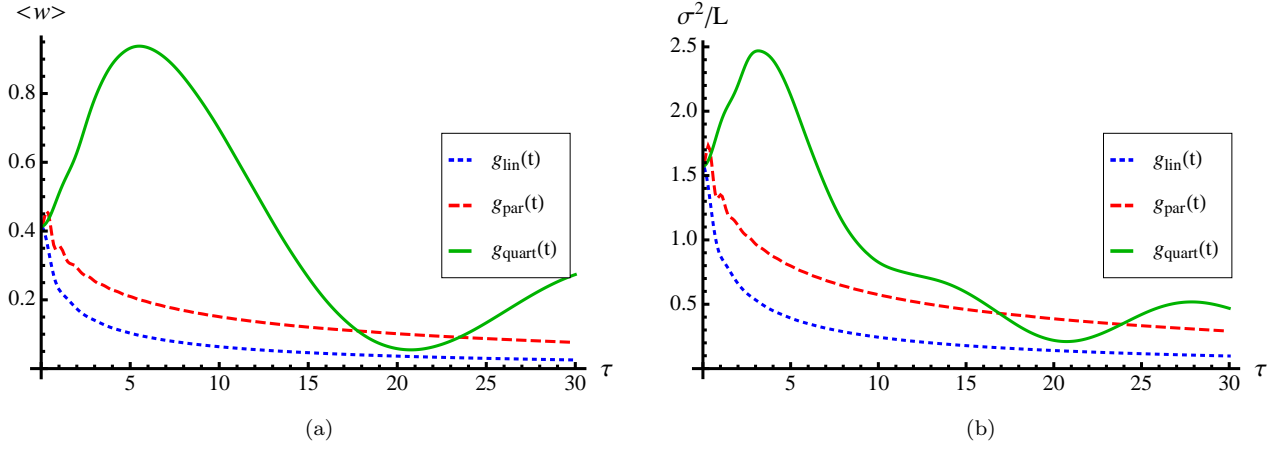 <w>
0.8
0.6
0.4
0.2
5 10 15 20 25 30 τ
g_lin(t)
g_par(t)
g_quart(t)
(a)
σ²/L
2.5
2.0
1.5
1.0
0.5
5 10 15 20 25 30 τ
g_lin(t)
g_par(t)
g_quart(t)
(b)